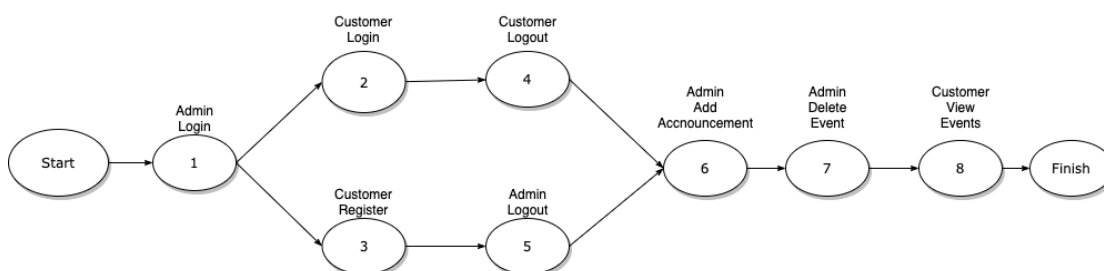 Customer
Login
2
Customer
Logout
4
Start
Admin
Login
1
Customer
Register
3
Admin
Logout
5
Admin
Add
Accnouncement
6
Admin
Delete
Event
7
Customer
View
Events
8
Finish